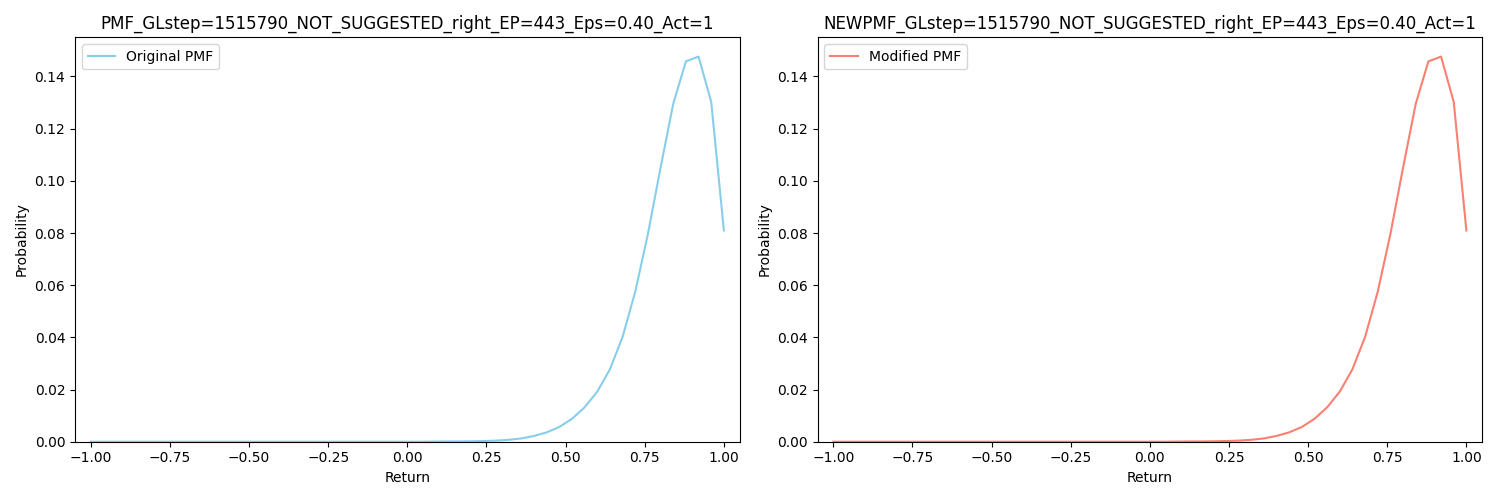 PMF_GLstep=1515790_NOT_SUGGESTED_right_EP=443_Eps=0.40_Act=1
Original PMF
Probability
0.14
0.12
0.10
0.08
0.06
0.04
0.02
0.00
−1.00 −0.75 −0.50 −0.25 0.00 0.25 0.50 0.75 1.00
Return
NEWPMF_GLstep=1515790_NOT_SUGGESTED_right_EP=443_Eps=0.40_Act=1
Modified PMF
Probability
0.14
0.12
0.10
0.08
0.06
0.04
0.02
0.00
−1.00 −0.75 −0.50 −0.25 0.00 0.25 0.50 0.75 1.00
Return